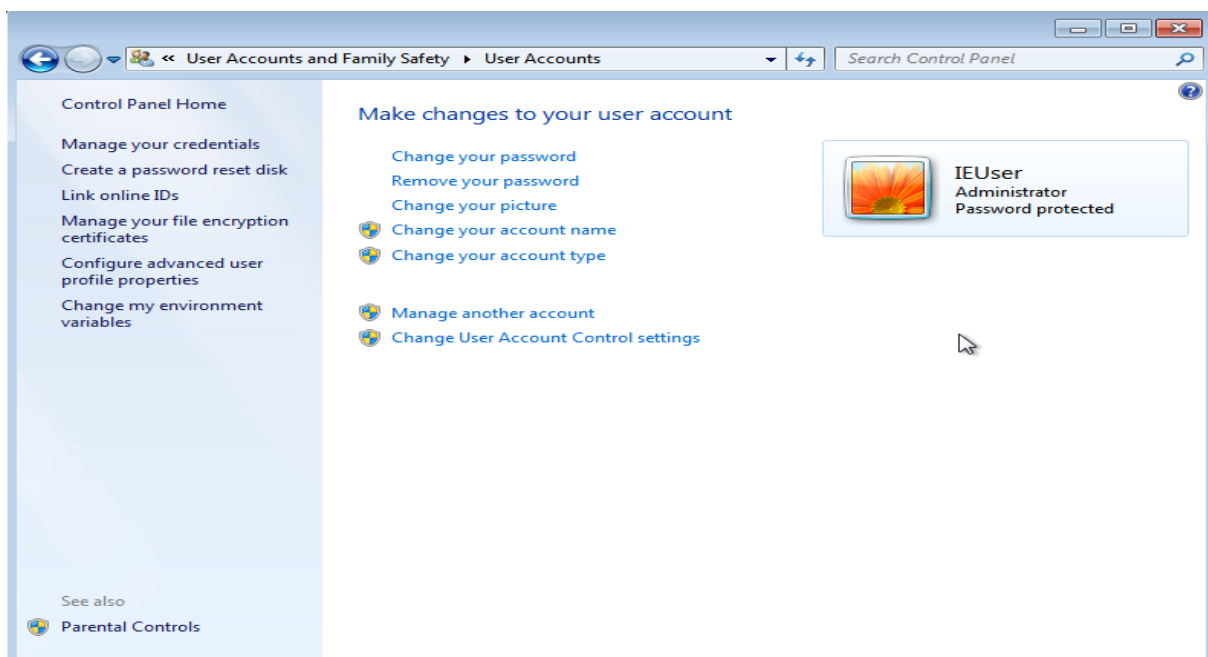 « User Accounts and Family Safety ▸ User Accounts
Search Control Panel
Control Panel Home
Manage your credentials
Create a password reset disk
Link online IDs
Manage your file encryption
certificates
Configure advanced user
profile properties
Change my environment
variables
See also
Parental Controls
Make changes to your user account
Change your password
Remove your password
Change your picture
Change your account name
Change your account type
Manage another account
Change User Account Control settings
IEUser
Administrator
Password protected